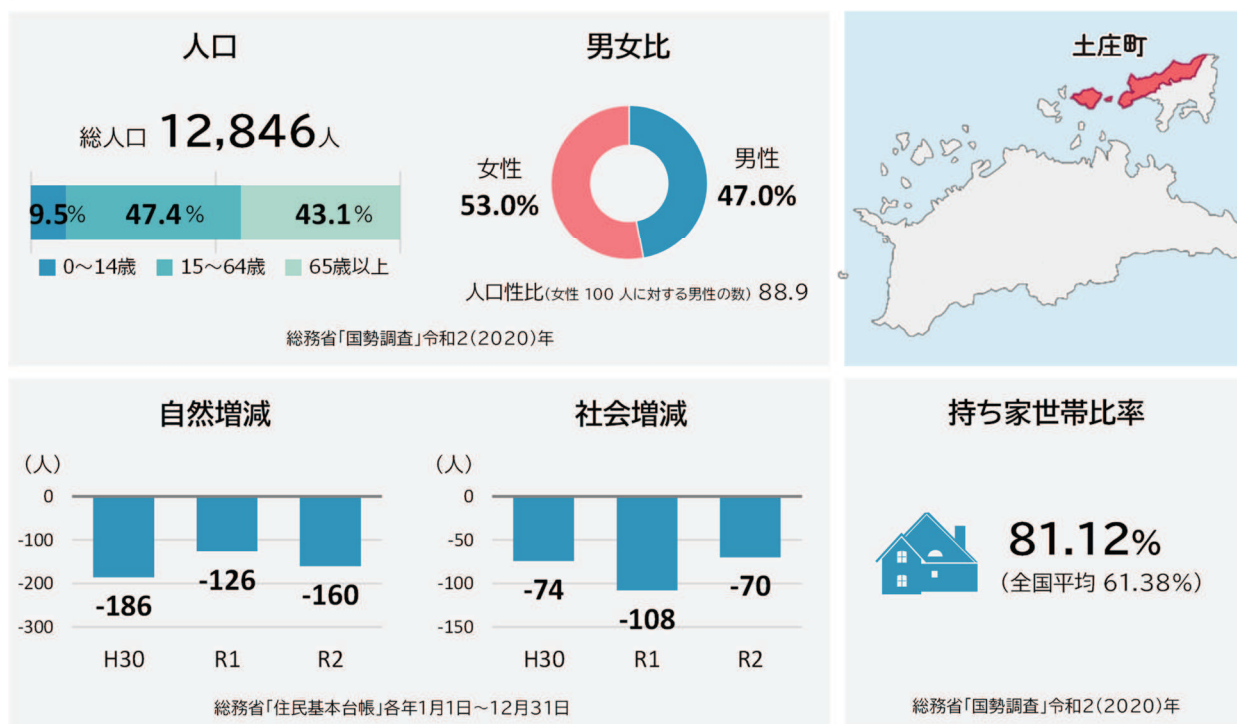 人口
総人口 12,846人
9.5% 47.4% 43.1%
0～14歳 15～64歳 65歳以上
男女比
女性
53.0%
男性
47.0%
人口性比(女性 100 人に対する男性の数) 88.9
総務省「国勢調査」令和2(2020)年
土庄町
自然増減
(人)
0
-100
-200
-300
-186
-126
-160
H30 R1 R2
社会増減
(人)
0
-50
-100
-150
-74
-108
-70
H30 R1 R2
総務省「住民基本台帳」各年1月1日～12月31日
持ち家世帯比率
81.12%
(全国平均 61.38%)
総務省「国勢調査」令和2(2020)年